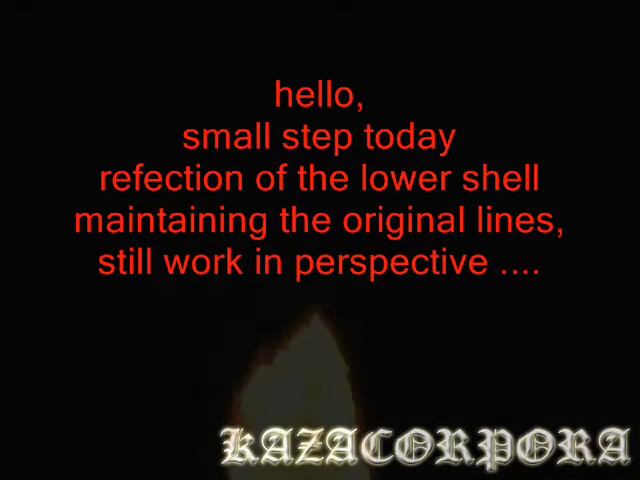 hello,
small step today
refection of the lower shell
maintaining the original lines,
still work in perspective ....
KAZACORPORA